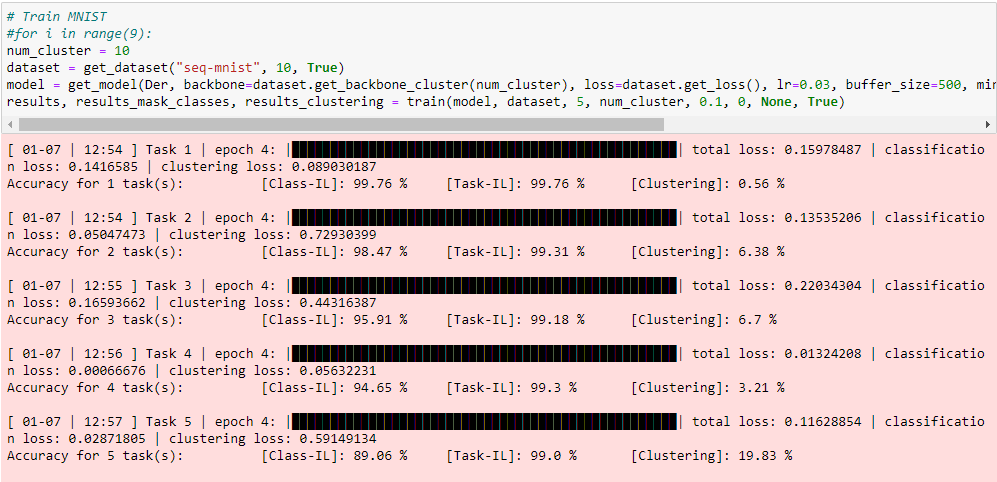 # Train MNIST
#for i in range(9):
num_cluster = 10
dataset = get_dataset("seq-mnist", 10, True)
model = get_model(Der, backbone=dataset.get_backbone_cluster(num_cluster), loss=dataset.get_loss(), lr=0.03, buffer_size=500, min
results, results_mask_classes, results_clustering = train(model, dataset, 5, num_cluster, 0.1, 0, None, True)
[ 01-07 | 12:54 ] Task 1 | epoch 4: | | total loss: 0.15978487 | classificatio
n loss: 0.1416585 | clustering loss: 0.089030187
Accuracy for 1 task(s): [Class-IL]: 99.76 % [Task-IL]: 99.76 % [Clustering]: 0.56 %
[ 01-07 | 12:54 ] Task 2 | epoch 4: | | total loss: 0.13535206 | classificatio
n loss: 0.05047473 | clustering loss: 0.72930399
Accuracy for 2 task(s): [Class-IL]: 98.47 % [Task-IL]: 99.31 % [Clustering]: 6.38 %
[ 01-07 | 12:55 ] Task 3 | epoch 4: | | total loss: 0.22034304 | classificatio
n loss: 0.16593662 | clustering loss: 0.44316387
Accuracy for 3 task(s): [Class-IL]: 95.91 % [Task-IL]: 99.18 % [Clustering]: 6.7 %
[ 01-07 | 12:56 ] Task 4 | epoch 4: | | total loss: 0.01324208 | classificatio
n loss: 0.00066676 | clustering loss: 0.05632231
Accuracy for 4 task(s): [Class-IL]: 94.65 % [Task-IL]: 99.3 % [Clustering]: 3.21 %
[ 01-07 | 12:57 ] Task 5 | epoch 4: | | total loss: 0.11628854 | classificatio
n loss: 0.02871805 | clustering loss: 0.59149134
Accuracy for 5 task(s): [Class-IL]: 89.06 % [Task-IL]: 99.0 % [Clustering]: 19.83 %